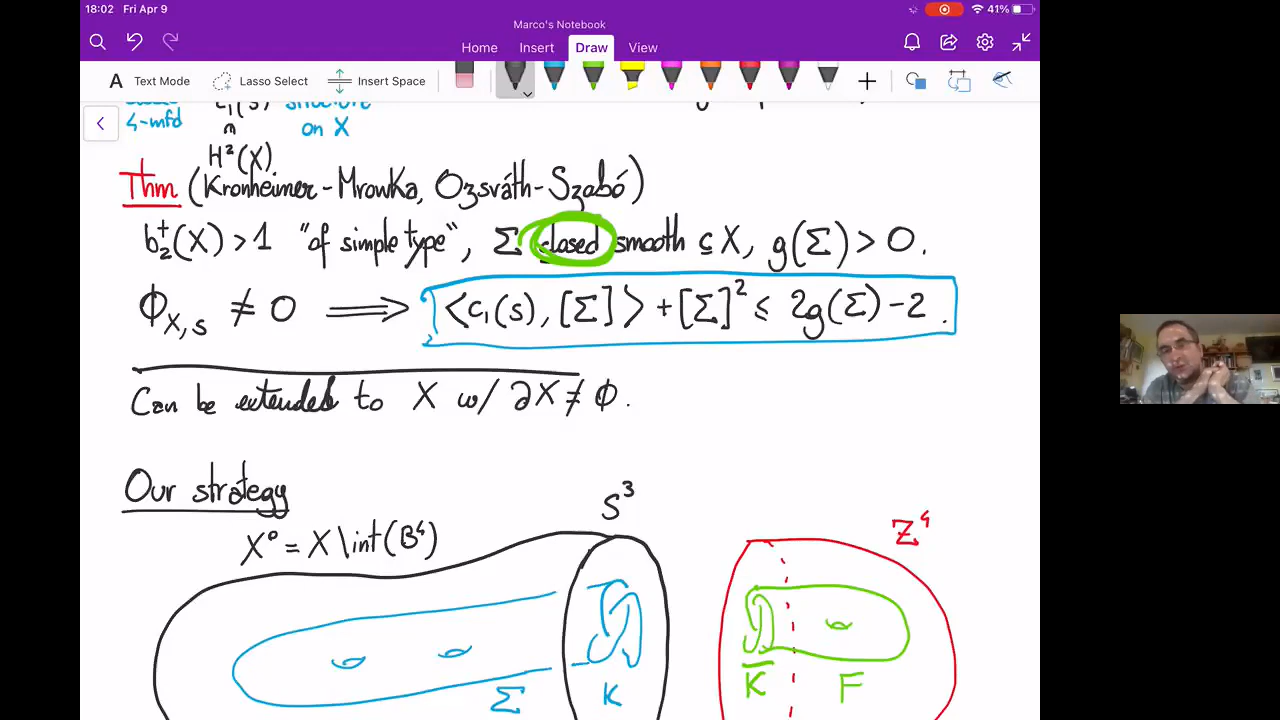 18:02 Fri Apr 9
41%
Marco's Notebook
Home Insert Draw View
A Text Mode Lasso Select Insert Space
4-mfd c₁(s) structure
on X
H²(X)
Thm (Kronheimer-Mrowka, Ozsváth-Szabó)
b₂⁺(X) > 1 "of simple type", Σ closed smooth ⊆ X, g(Σ) > 0.
Φ_{X,s} ≠ 0 ⟹ <c₁(s), [Σ]> + [Σ]² ≤ 2g(Σ) - 2.
Can be extended to X w/ ∂X ≠ ∅.
Our strategy
S³
Z⁴
X° = X \ int(B⁴)
Σ
K
K̅
F